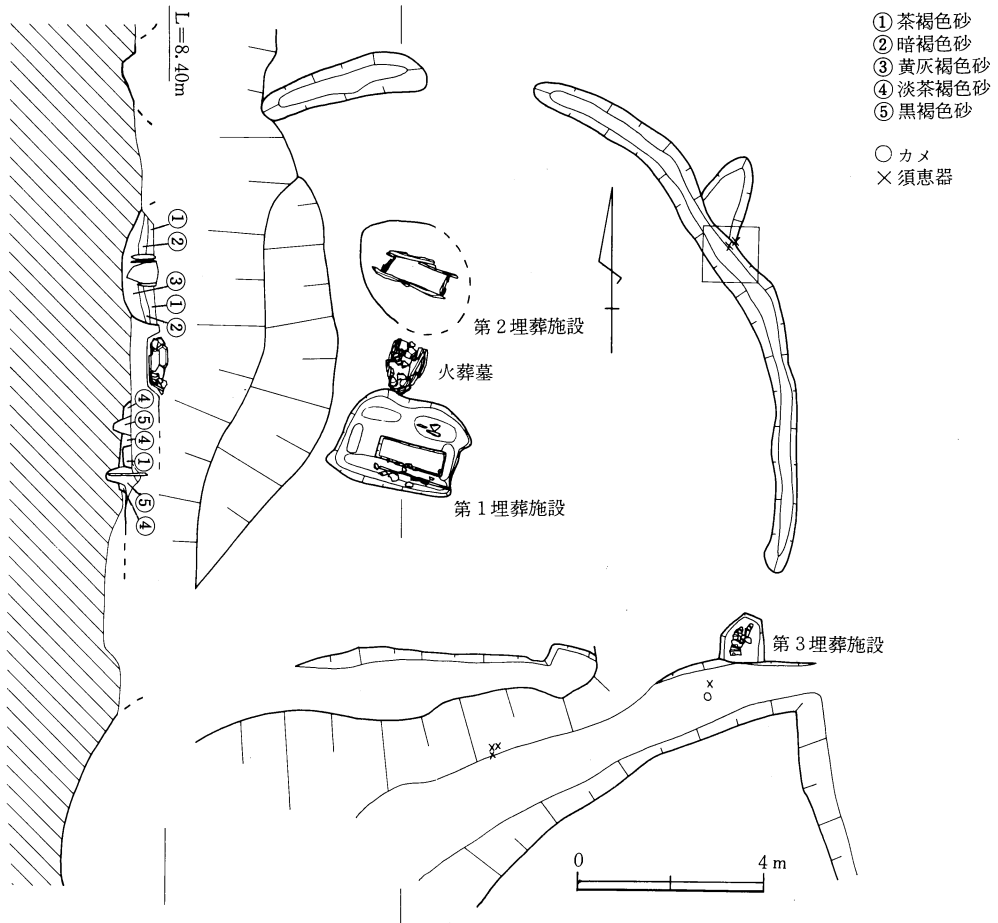 ① 茶褐色砂
② 暗褐色砂
③ 黄灰褐色砂
④ 淡茶褐色砂
⑤ 黒褐色砂
○ カメ
× 須恵器
L=8.40m
①
②
③
①
②
④
⑤
④
①
⑤
④
第2埋葬施設
火葬墓
第1埋葬施設
第3埋葬施設
0 4m